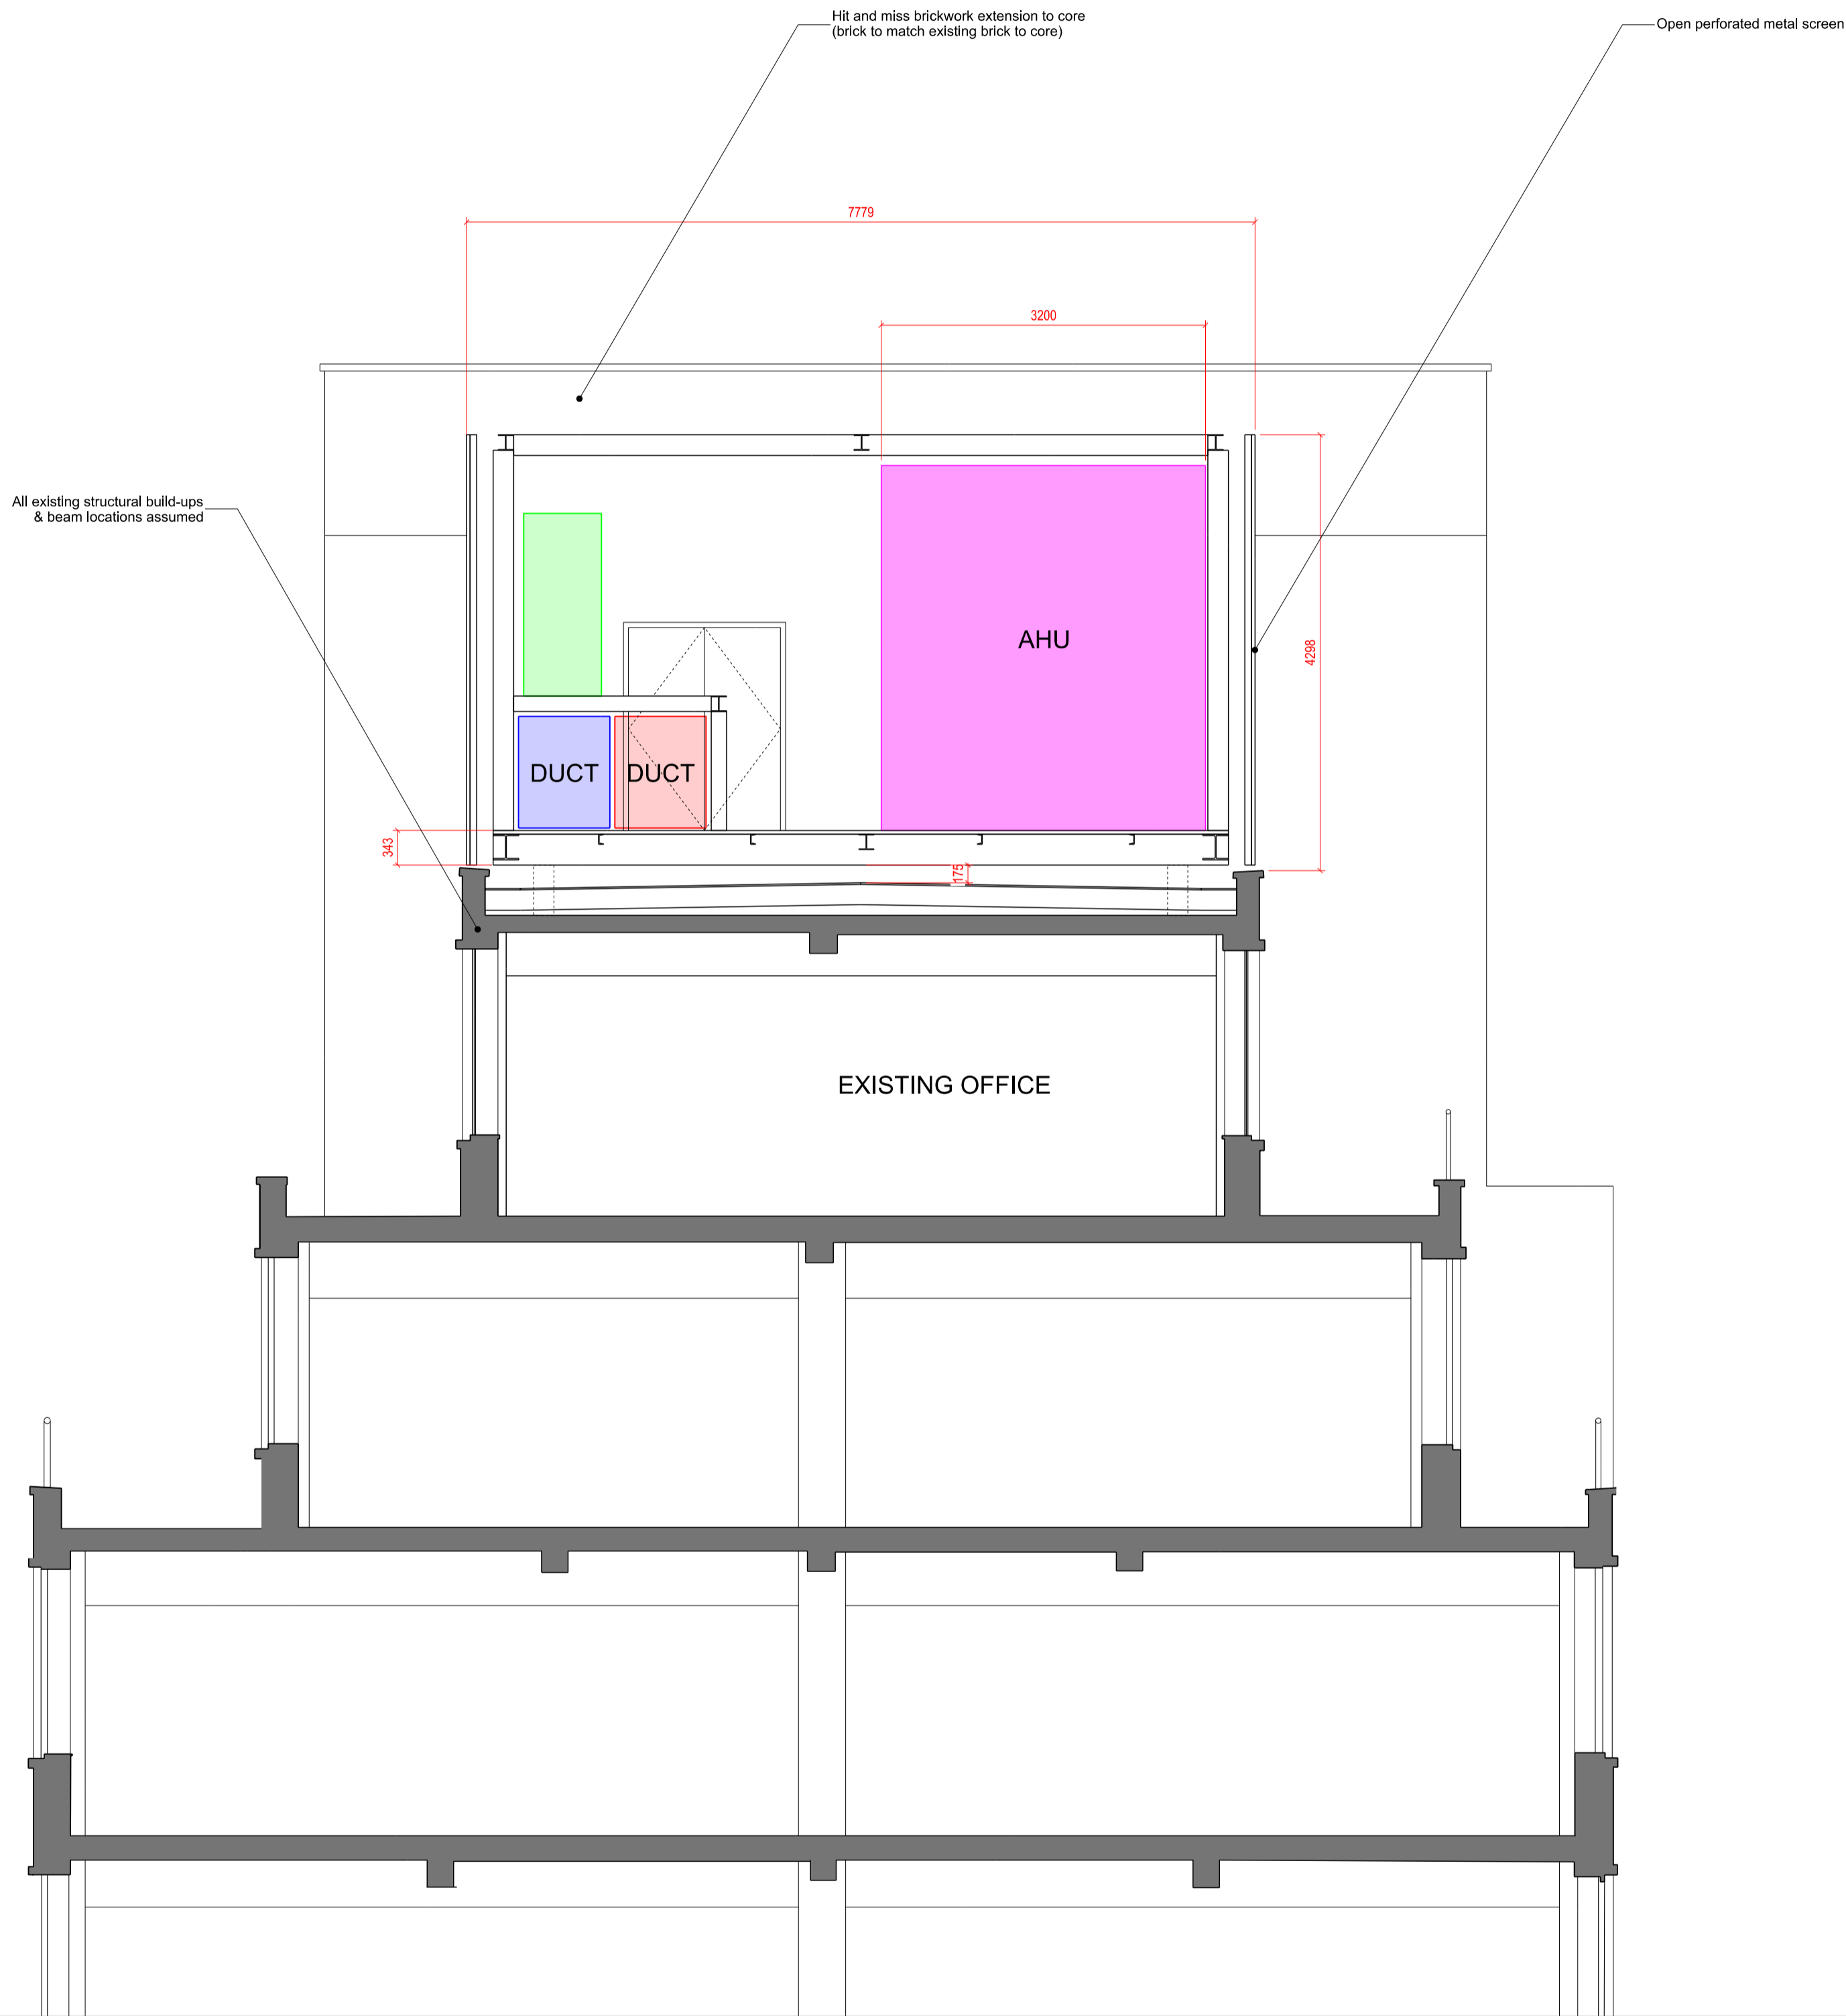 Hit and miss brickwork extension to core
(brick to match existing brick to core)
Open perforated metal screen
7779
3200
All existing structural build-ups
& beam locations assumed
AHU
4298
DUCT
DUCT
343
175
EXISTING OFFICE